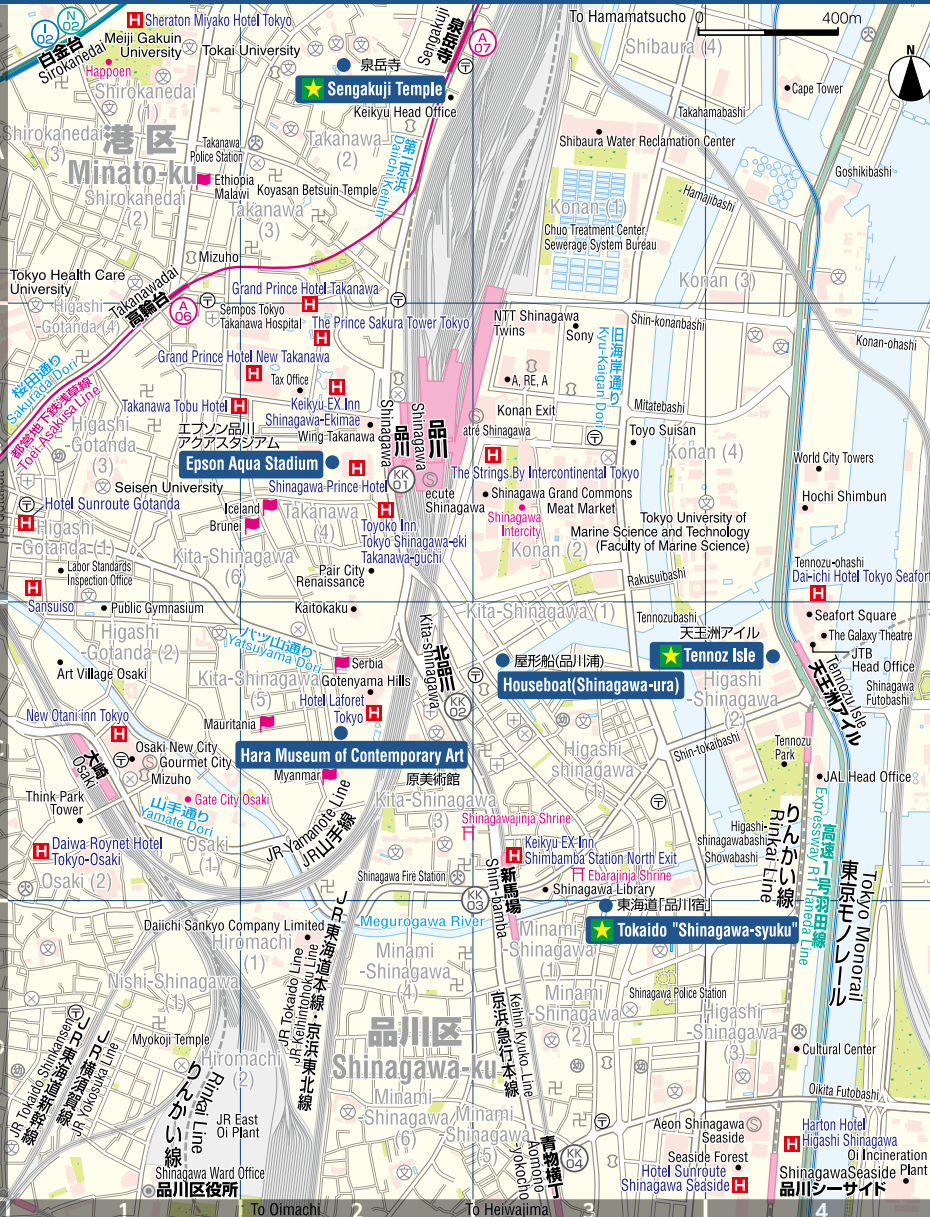 Sheraton Miyako Hotel Tokyo
To Hamamatsucho
0
400m
I
02
N
02
白金台
Sirokanedai
Meiji Gakuin
University
Tokai University
Happoen
Shirokanedai
(1)
Sengakuji
泉岳寺
A
07
泉岳寺
Sengakuji Temple
Keikyu Head Office
Shibaura (4)
N
Cape Tower
Takahamabashi
Shirokanedai
(3)
港区
Minato-ku
Takanawa
Police Station
Takanawa
(2)
第一京浜
Daiichi Keihin
Shibaura Water Reclamation Center
Goshikibashi
Ethiopia
Malawi
Koyasan Betsuin Temple
Shirokanedai
(2)
Takanawa
(3)
Konan (1)
Hamajibashi
Chuo Treatment Center,
Sewerage System Bureau
Mizuho
Tokyo Health Care
University
Takanawadai
高輪台
A
06
Grand Prince Hotel Takanawa
Konan (3)
Higashi
-Gotanda (4)
Sempos Tokyo
Takanawa Hospital
The Prince Sakura Tower Tokyo
NTT Shinagawa
Twins
Sony
旧海岸通り
Kyu-Kaigan Dori
Shin-konanbashi
Konan-ohashi
桜田通り
Sakurada Dori
都営地下鉄浅草線
Toei Asakusa Line
Grand Prince Hotel New Takanawa
Tax Office
A, RE, A
Takanawa Tobu Hotel
Keikyu EX Inn
Shinagawa-Ekimae
Wing Takanawa
Shinagawa
品川
Shinagawa
品川
Konan Exit
Mitatebashi
Higashi
-Gotanda
(3)
エプソン品川
アクアスタジアム
Epson Aqua Stadium
atré Shinagawa
Toyo Suisan
Konan (4)
KK
01
The Strings By Intercontinental Tokyo
World City Towers
Seisen University
Shinagawa Prince Hotel
ecute
Shinagawa
Shinagawa Grand Commons
Meat Market
Hochi Shimbun
Hotel Sunroute Gotanda
Iceland
Brunei
Takanawa
(4)
Toyoko Inn
Tokyo Shinagawa-eki
Takanawa-guchi
Shinagawa
Intercity
Tokyo University of
Marine Science and Technology
(Faculty of Marine Science)
Higashi
-Gotanda (1)
Kita-Shinagawa
(6)
Konan (2)
Labor Standards
Inspection Office
Pair City
Renaissance
Rakusuibashi
Tennozu-ohashi
Dai-ichi Hotel Tokyo Seafort
Sansuiso
Public Gymnasium
Kaitokaku
Kita-Shinagawa (1)
Tennozubashi
Seafort Square
Higashi
-Gotanda (2)
八ツ山通り
Yatsuyama Dori
Kita-shinagawa
北品川
天王洲アイル
Tennoz Isle
The Galaxy Theatre
JTB
Head Office
Serbia
屋形船(品川浦)
Houseboat(Shinagawa-ura)
Tennozu Isle
天王洲アイル
Art Village Osaki
Kita-Shinagawa
(5)
Gotenyama Hills
Higashi
-Shinagawa
(2)
Shinagawa
Futobashi
New Otani inn Tokyo
Hotel Laforet
Tokyo
KK
02
Mauritania
Hara Museum of Contemporary Art
原美術館
Shin-tokaibashi
Tennozu
Park
大崎
Osaki
Osaki New City
Gourmet City
Mizuho
Myanmar
Higashi
shinagawa
(1)
JAL Head Office
Think Park
Tower
Gate City Osaki
山手通り
Yamate Dori
JR Yamanote Line
JR山手線
Kita-Shinagawa
(3)
Shinagawajinja Shrine
Higashi-
shinagawabashi
Showabashi
りんかい線
Rinkai Line
高速1号羽田線
Expressway R1 Haneda Line
東京モノレール
Tokyo Monorail
Daiwa Roynet Hotel
Tokyo-Osaki
Osaki
(1)
Osaki (2)
Keikyu EX Inn
Shimbamba Station North Exit
Ebarajinja Shrine
Shinagawa Fire Station
新馬場
Shim-bamba
KK
03
Shinagawa Library
東海道「品川宿」
Tokaido "Shinagawa-syuku"
Megurogawa River
Daiichi Sankyo Company Limited
Hiromachi
(1)
Minami
-Shinagawa
(4)
Minami
-Shinagawa
(1)
Nishi-Shinagawa
(1)
JR Tokaido Line
JR Keihintohoku Line
JR東海道本線・京浜東北線
Shinagawa Police Station
Minami
-Shinagawa
(2)
Higashi
-Shinagawa
(3)
品川区
Shinagawa-ku
京浜急行本線
Keihin Kyuko Line
JR Tokaido Shinkansen
JR東海道新幹線
JR横須賀線
JR Yokosuka Line
Myokoji Temple
Hiromachi
(2)
りんかい線
Rinkai Line
Cultural Center
Oikita Futobashi
JR East
Oi Plant
Minami
-Shinagawa
(6)
Minami
-Shinagawa
(5)
青物横丁
Aomono
-yokocho
KK
04
Aeon Shinagawa
Seaside
Harton Hotel
Higashi Shinagawa
Oi Incineration
Plant
Seaside Forest
Hotel Sunroute
Shinagawa Seaside
Shinagawa Seaside
品川シーサイド
Shinagawa Ward Office
品川区役所
1
To Oimachi
2
To Heiwajima
3
4